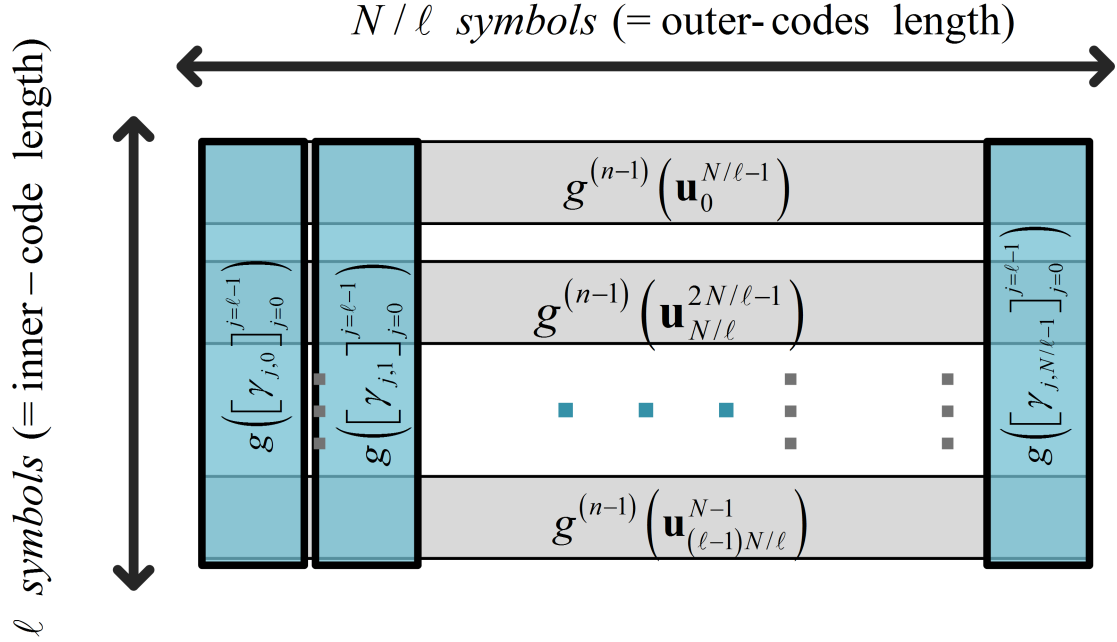 N / ℓ symbols (= outer-codes length)
ℓ symbols (= inner-code length)
g^(n−1) (u_0^{N/ℓ−1})
g^(n−1) (u_{N/ℓ}^{2N/ℓ−1})
g^(n−1) (u_{(ℓ−1)N/ℓ}^{N−1})
g([γ_{j,0}]_{j=0}^{j=ℓ−1})
g([γ_{j,1}]_{j=0}^{j=ℓ−1})
g([γ_{j,N/ℓ−1}]_{j=0}^{j=ℓ−1})